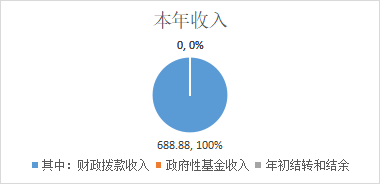 本年收入
0, 0%
688.88, 100%
其中：财政拨款收入 政府性基金收入 年初结转和结余